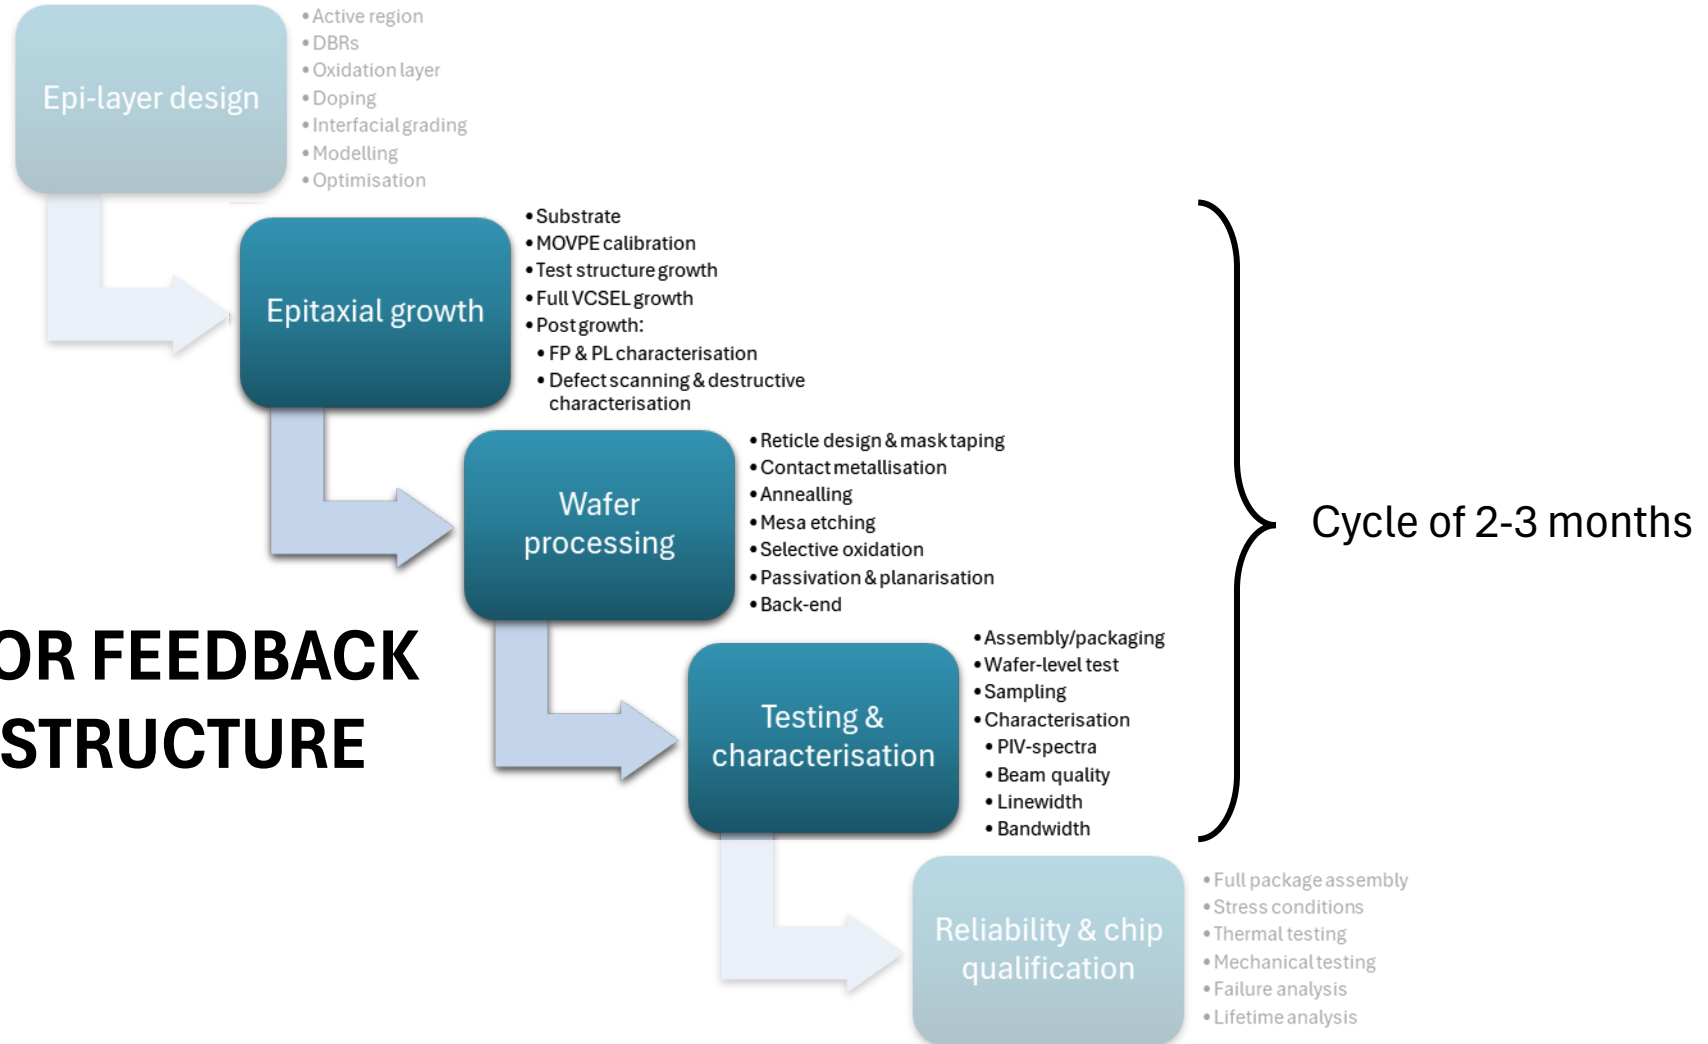 Epi-layer design
• Active region
• DBRs
• Oxidation layer
• Doping
• Interfacial grading
• Modelling
• Optimisation
Epitaxial growth
• Substrate
• MOVPE calibration
• Test structure growth
• Full VCSEL growth
• Post growth:
• FP & PL characterisation
• Defect scanning & destructive
characterisation
Wafer
processing
• Reticle design & mask taping
• Contact metallisation
• Annealling
• Mesa etching
• Selective oxidation
• Passivation & planarisation
• Back-end
Cycle of 2-3 months
OR FEEDBACK
STRUCTURE
Testing &
characterisation
• Assembly/packaging
• Wafer-level test
• Sampling
• Characterisation
• PIV-spectra
• Beam quality
• Linewidth
• Bandwidth
Reliability & chip
qualification
• Full package assembly
• Stress conditions
• Thermal testing
• Mechanical testing
• Failure analysis
• Lifetime analysis